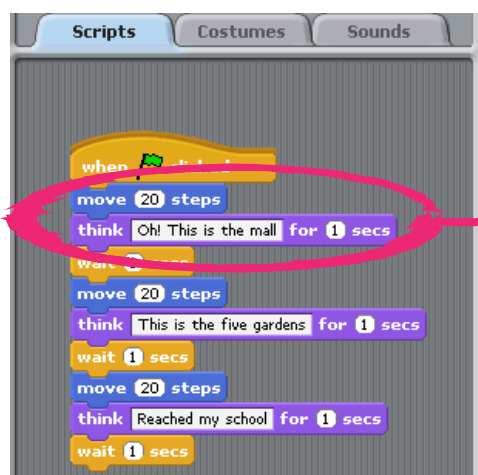 Scripts Costumes Sounds
when clicked
move 20 steps
think Oh! This is the mall for 1 secs
wait secs
move 20 steps
think This is the five gardens for 1 secs
wait 1 secs
move 20 steps
think Reached my school for 1 secs
wait 1 secs